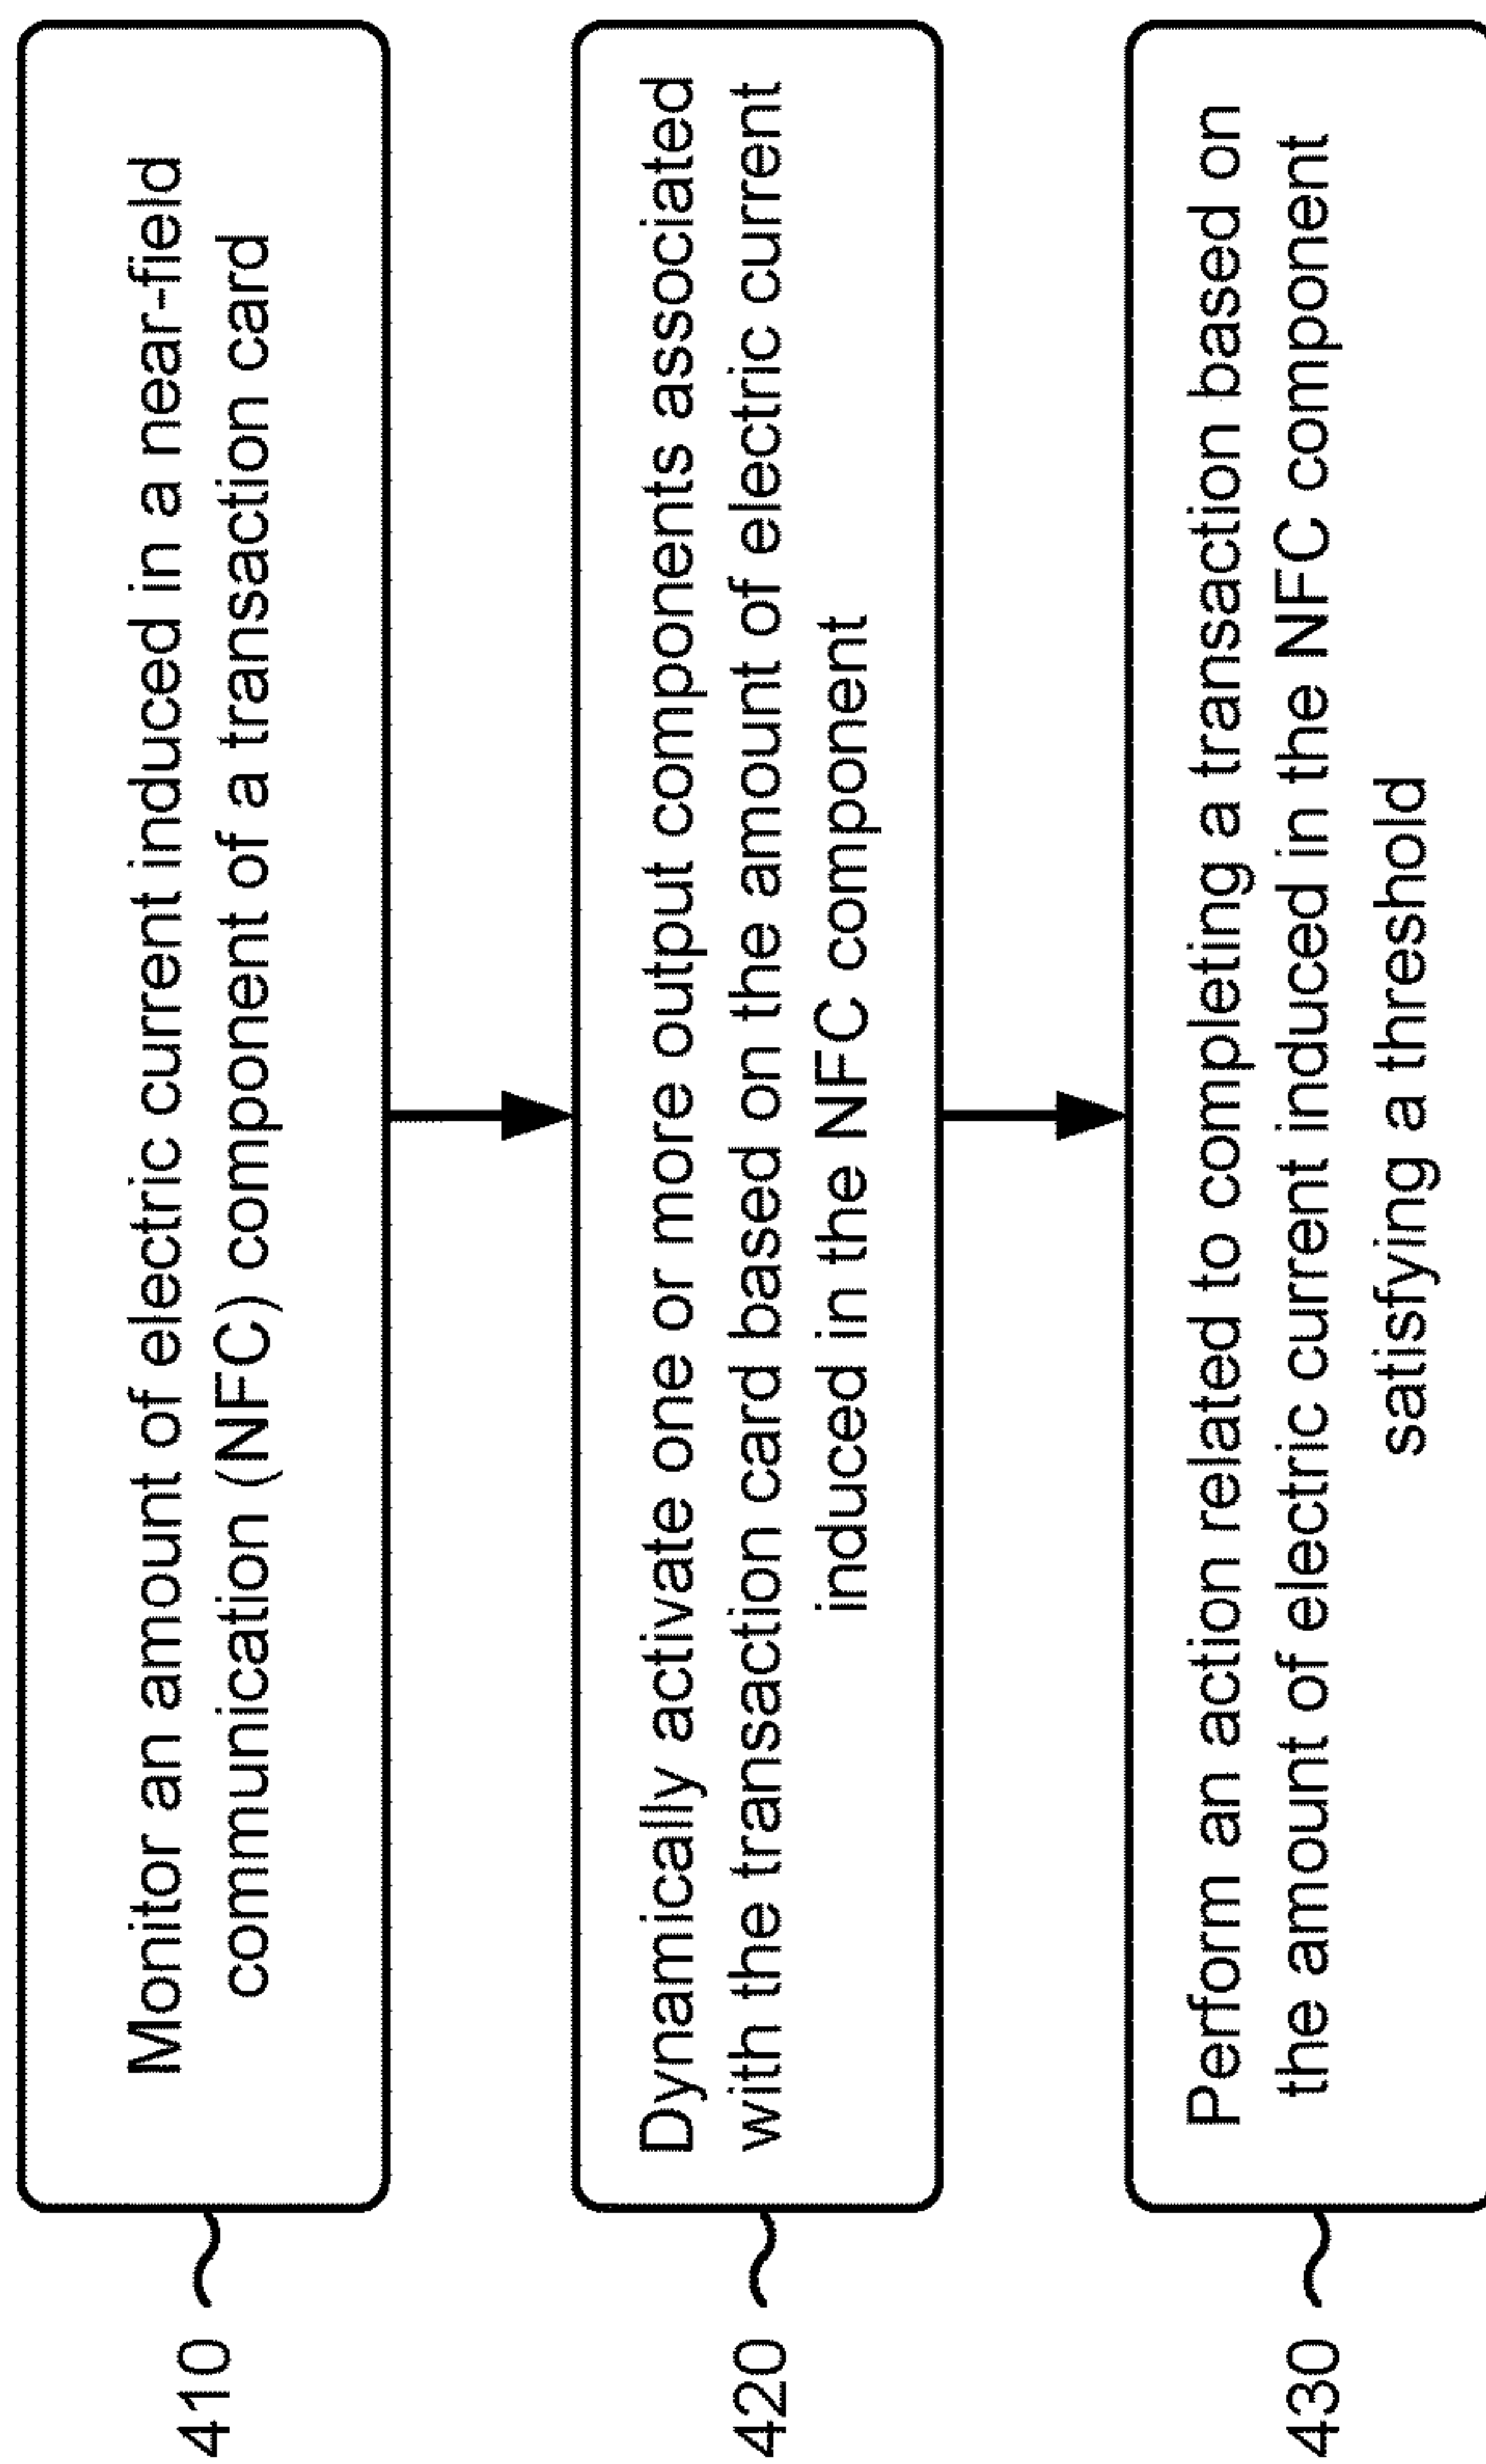 410
Monitor an amount of electric current induced in a near-field
communication (NFC) component of a transaction card
420
Dynamically activate one or more output components associated
with the transaction card based on the amount of electric current
induced in the NFC component
430
Perform an action related to completing a transaction based on
the amount of electric current induced in the NFC component
satisfying a threshold